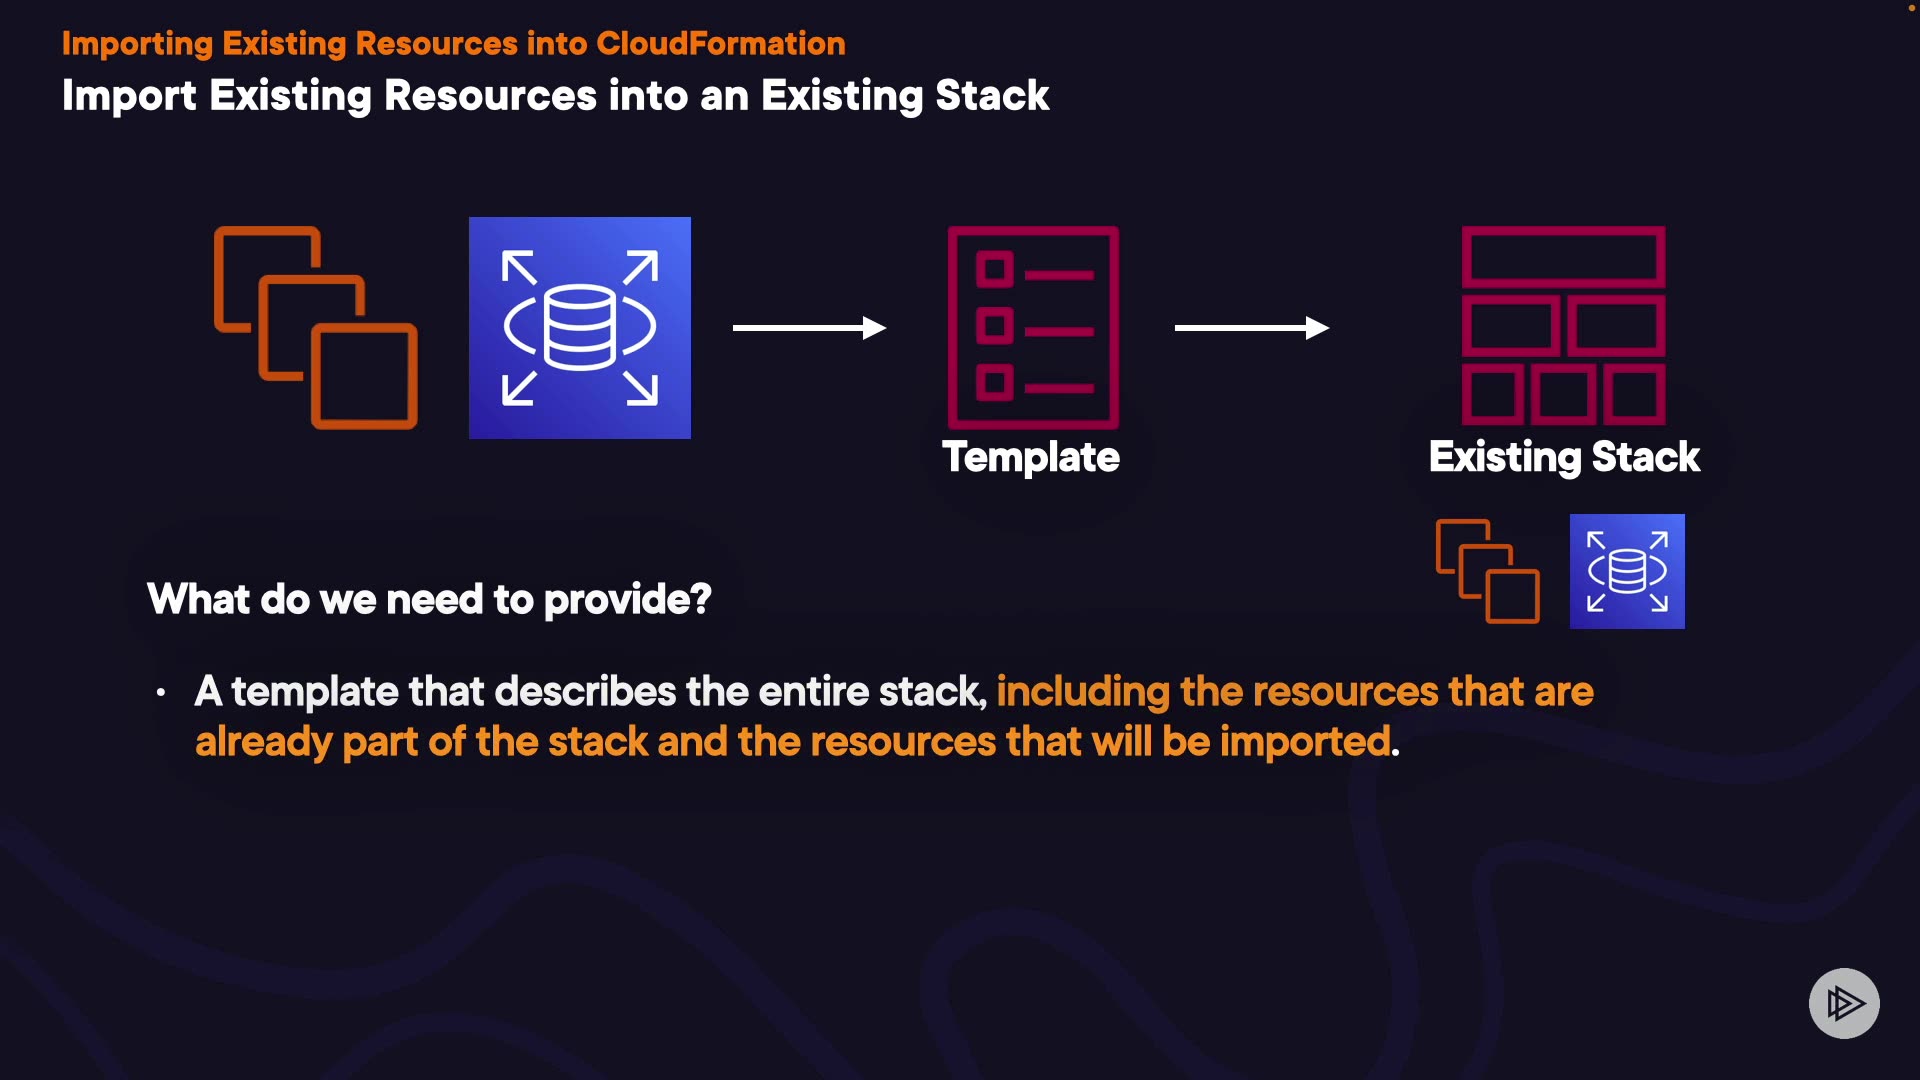 Importing Existing Resources into CloudFormation
Import Existing Resources into an Existing Stack
Template
Existing Stack
What do we need to provide?
• A template that describes the entire stack, including the resources that are
already part of the stack and the resources that will be imported.